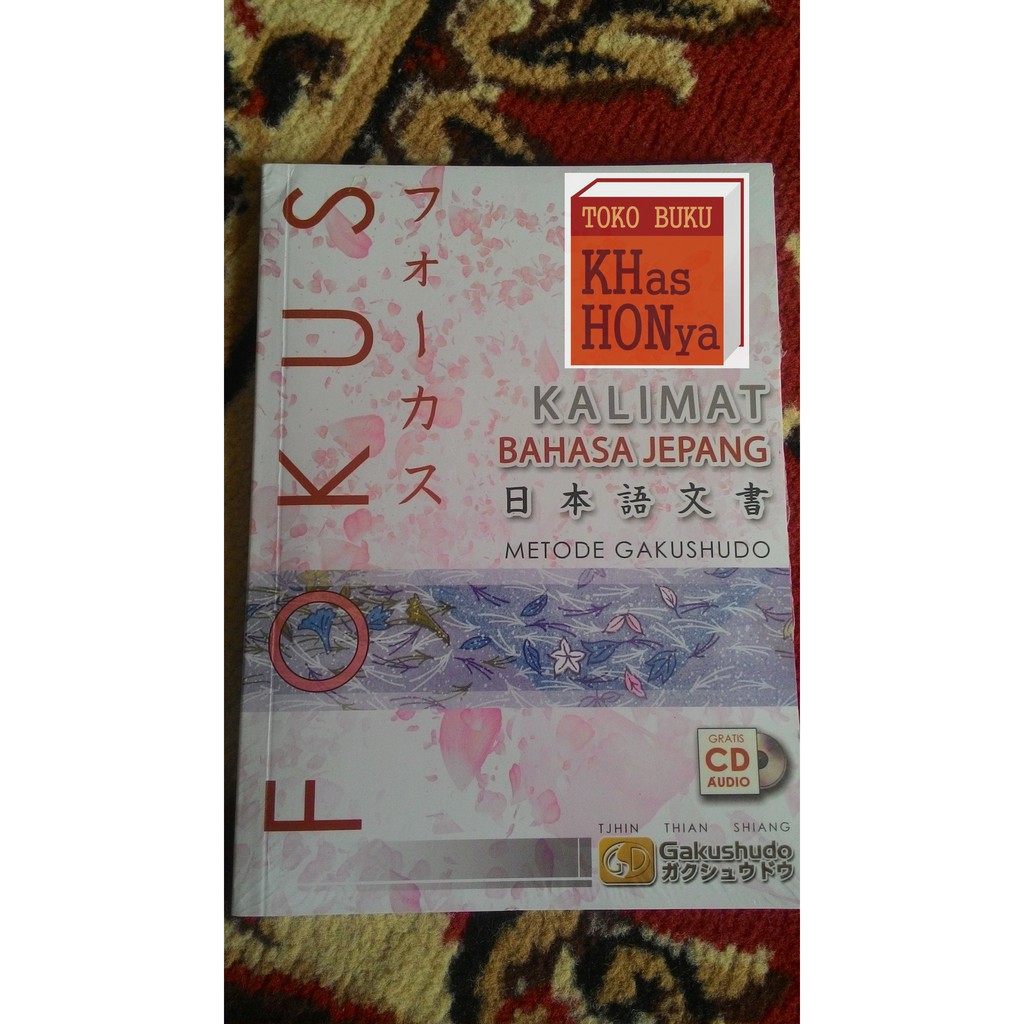 FOKUS
フォーカス
TOKO BUKU
KHas
HONya
KALIMAT
BAHASA JEPANG
日本語文書
METODE GAKUSHUDO
GRATIS
CD
AUDIO
TJHIN THIAN SHIANG
GD
Gakushudo
ガクシュウドウ